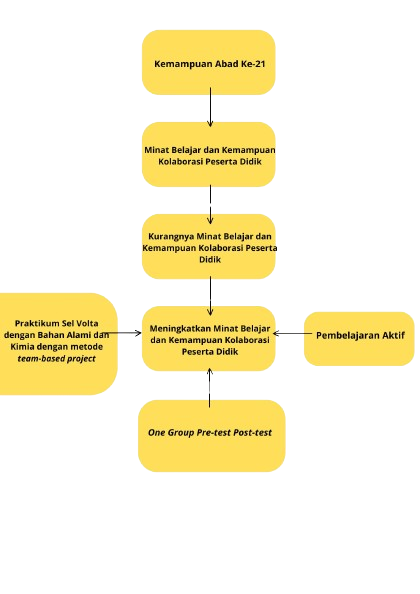 Kemampuan Abad Ke-21
Minat Belajar dan Kemampuan
Kolaborasi Peserta Didik
Kurangnya Minat Belajar dan
Kemampuan Kolaborasi Peserta
Didik
Praktikum Sel Volta
dengan Bahan Alami dan
Kimia dengan metode
team-based project
Meningkatkan Minat Belajar
dan Kemampuan Kolaborasi
Peserta Didik
Pembelajaran Aktif
One Group Pre-test Post-test